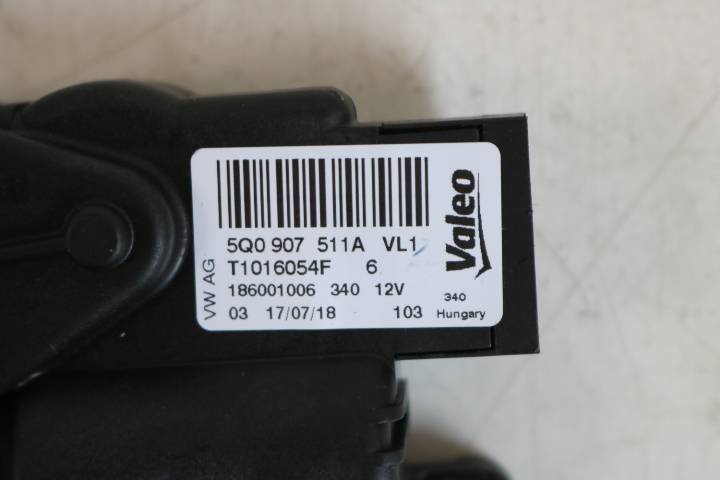 5Q0 907 511A VL1
T1016054F 6
186001006 340 12V
03 17/07/18 103
VW AG
Valeo
340
Hungary